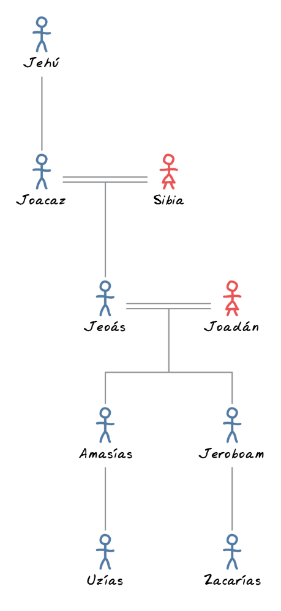 Jehú
Joacaz
Sibia
Jeoás
Joadán
Amasías
Jeroboam
Uzías
Zacarías